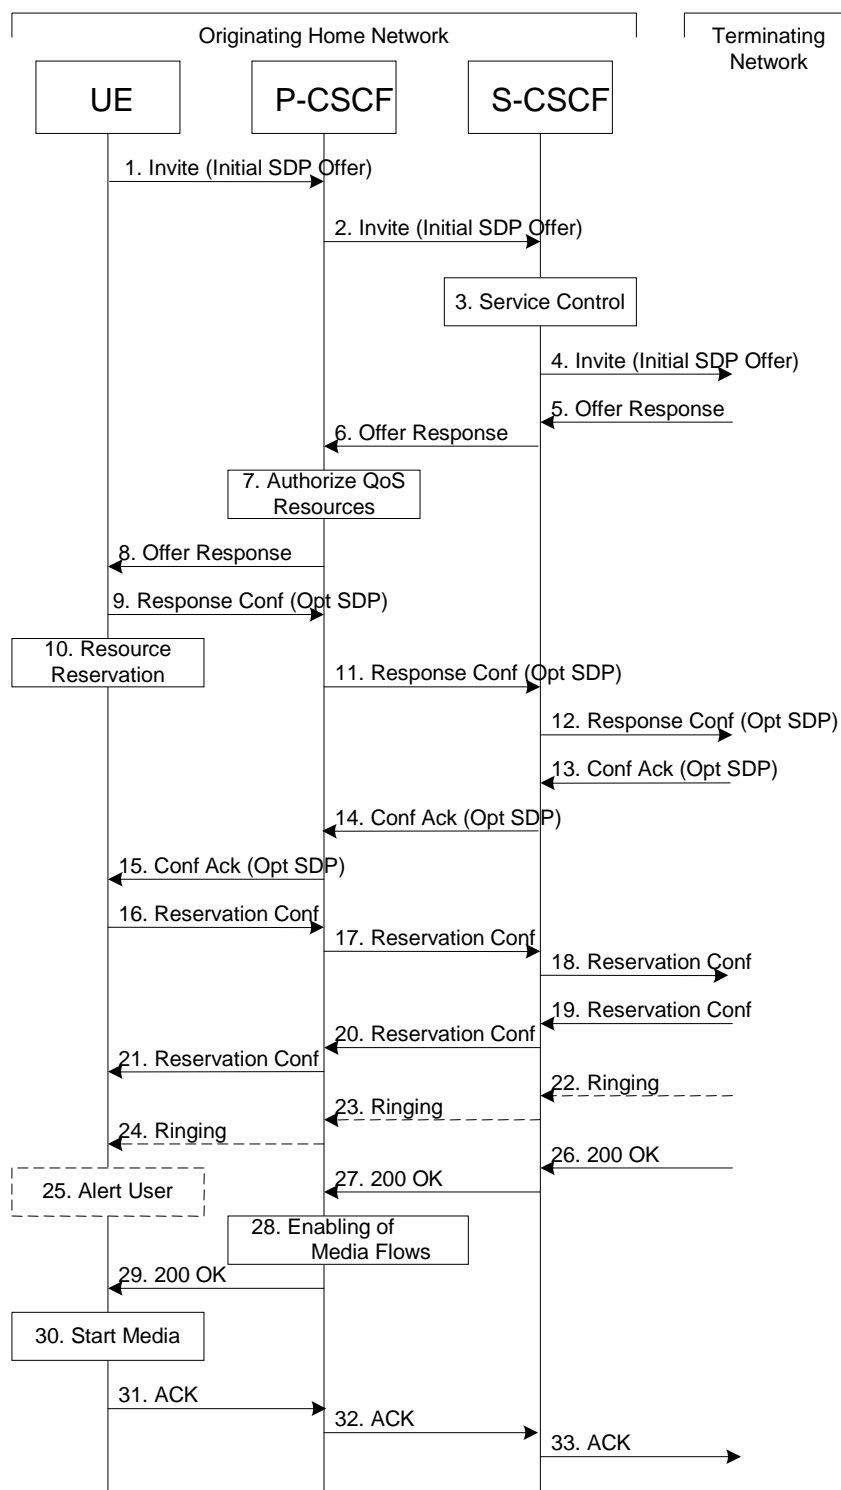 Originating Home Network
Terminating
Network
UE
P-CSCF
S-CSCF
1. Invite (Initial SDP Offer)
2. Invite (Initial SDP Offer)
3. Service Control
4. Invite (Initial SDP Offer)
5. Offer Response
6. Offer Response
7. Authorize QoS
Resources
8. Offer Response
9. Response Conf (Opt SDP)
10. Resource
Reservation
11. Response Conf (Opt SDP)
12. Response Conf (Opt SDP)
13. Conf Ack (Opt SDP)
14. Conf Ack (Opt SDP)
15. Conf Ack (Opt SDP)
16. Reservation Conf
17. Reservation Conf
18. Reservation Conf
19. Reservation Conf
20. Reservation Conf
21. Reservation Conf
22. Ringing
23. Ringing
24. Ringing
25. Alert User
26. 200 OK
27. 200 OK
28. Enabling of
Media Flows
29. 200 OK
30. Start Media
31. ACK
32. ACK
33. ACK